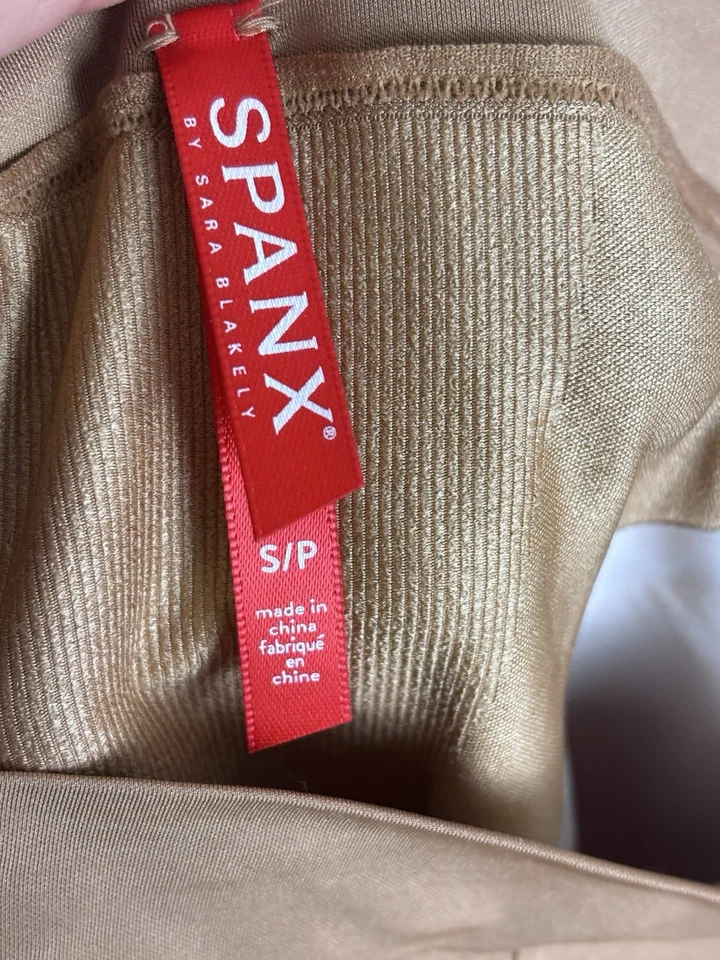 SPANX®
BY SARA BLAKELY
S/P
made in
china
fabriqué
en
chine